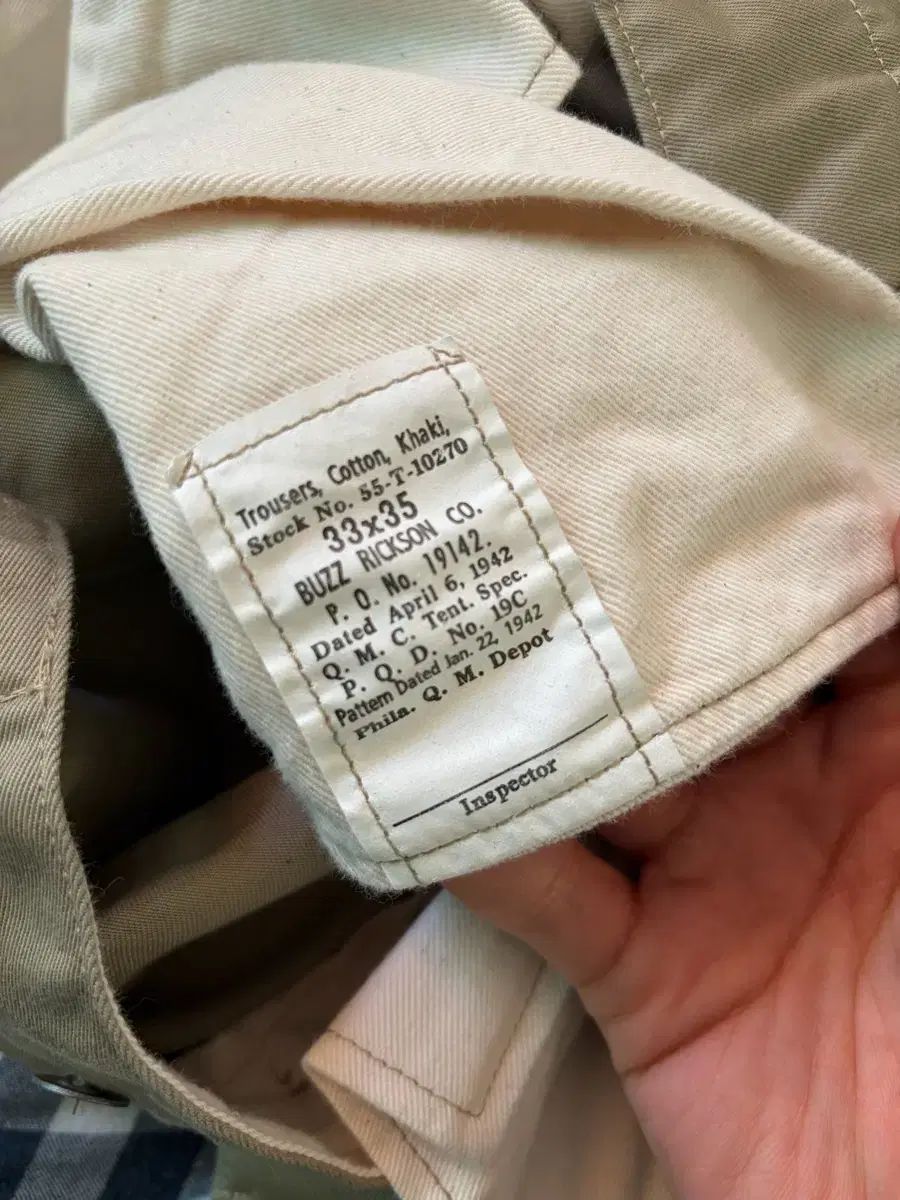 Trousers, Cotton, Khaki,
Stock No. 55-T-10270
33x35
BUZZ RICKSON CO.
P. O. No. 19142.
Dated April 6, 1942
Q. M. C. Tent. Spec.
P. Q. D. No. 19C
Pattern Dated Jan. 22, 1942
Phila. Q. M. Depot
Inspector